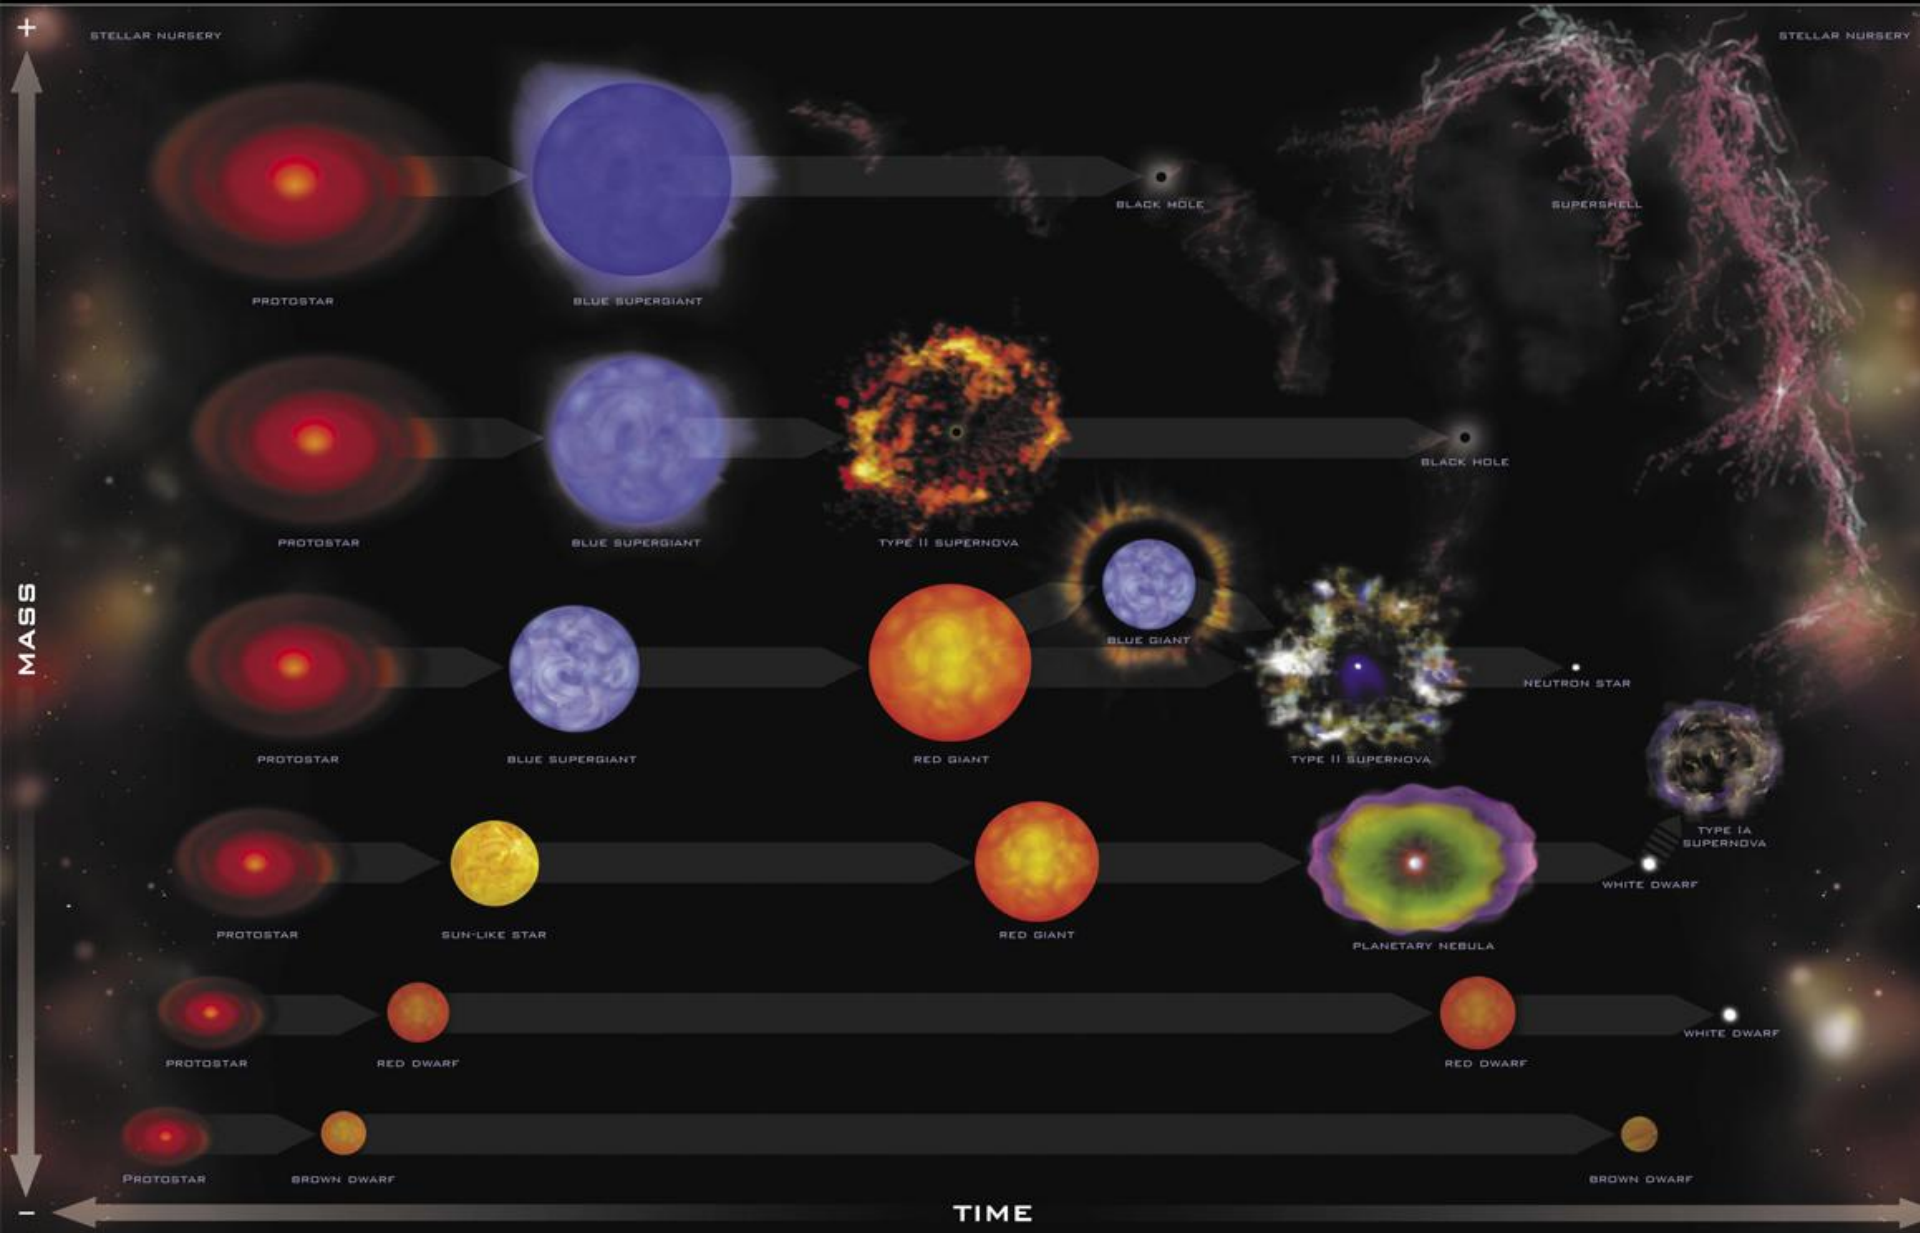 +
STELLAR NURSERY
STELLAR NURSERY
BLACK HOLE
SUPERSHELL
PROTOSTAR
BLUE SUPERGIANT
BLACK HOLE
PROTOSTAR
BLUE SUPERGIANT
TYPE II SUPERNOVA
BLUE GIANT
MASS
NEUTRON STAR
PROTOSTAR
BLUE SUPERGIANT
RED GIANT
TYPE II SUPERNOVA
TYPE IA
SUPERNOVA
WHITE DWARF
PROTOSTAR
SUN-LIKE STAR
RED GIANT
PLANETARY NEBULA
WHITE DWARF
PROTOSTAR
RED DWARF
RED DWARF
PROTOSTAR
BROWN DWARF
BROWN DWARF
–
TIME